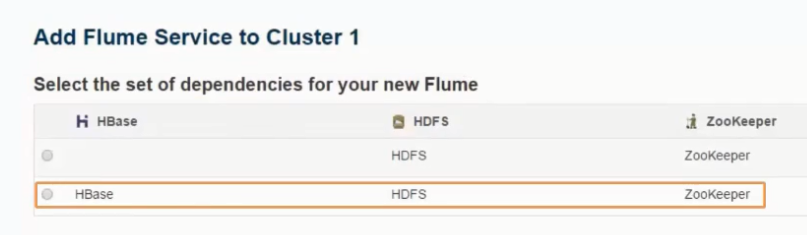 Add Flume Service to Cluster 1
Select the set of dependencies for your new Flume
HBase HDFS ZooKeeper
HDFS ZooKeeper
HBase HDFS ZooKeeper